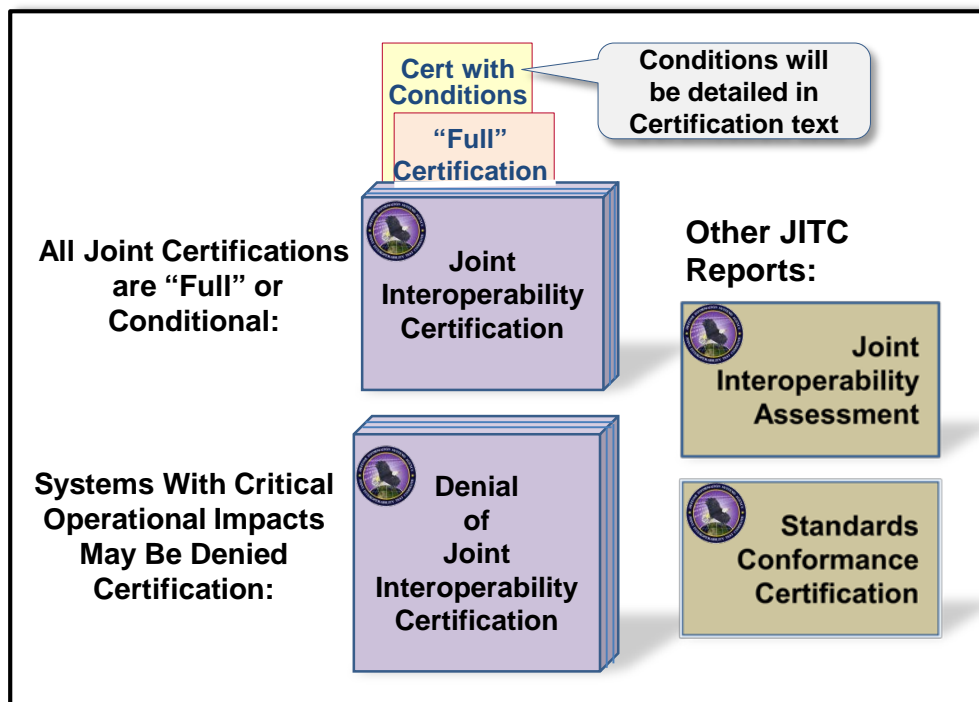 Cert with
Conditions
Conditions will
be detailed in
Certification text
“Full”
Certification
All Joint Certifications
are “Full” or
Conditional:
Joint
Interoperability
Certification
Other JITC
Reports:
Joint
Interoperability
Assessment
Systems With Critical
Operational Impacts
May Be Denied
Certification:
Denial
of
Joint
Interoperability
Certification
Standards
Conformance
Certification